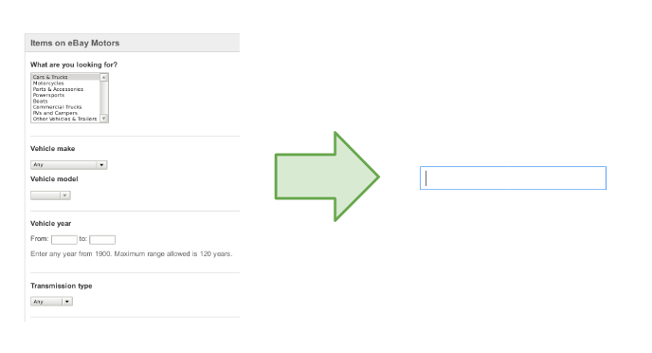 Items on eBay Motors
What are you looking for?
Cars & Trucks
Motorcycles
Parts & Accessories
Powersports
Boats
Commercial Trucks
RVs and Campers
Other Vehicles & Trailers
Vehicle make
Any
Vehicle model
Vehicle year
From: to:
Enter any year from 1900. Maximum range allowed is 120 years.
Transmission type
Any